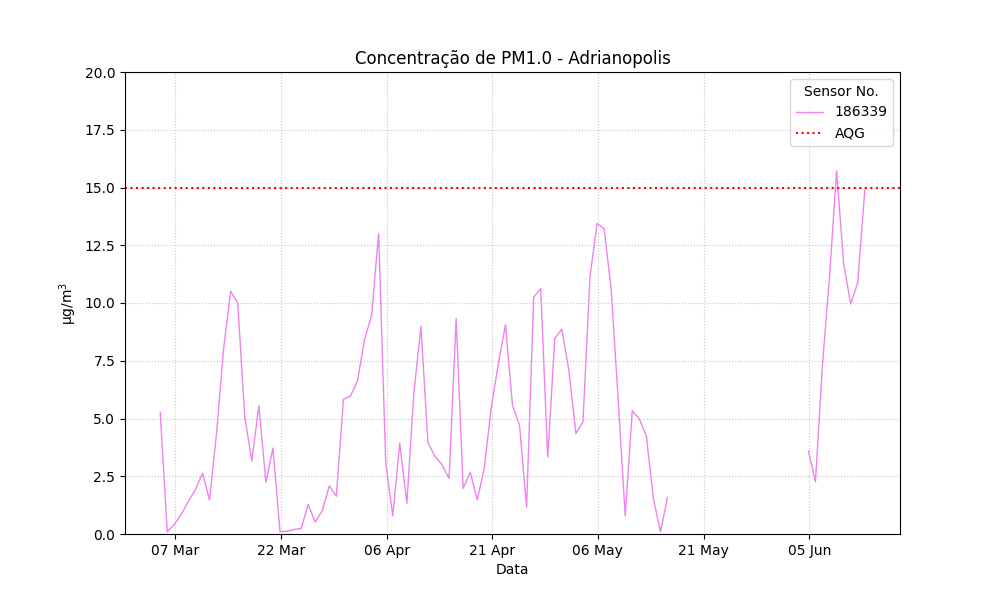 Concentração de PM1.0 - Adrianopolis
20.0
17.5
15.0
12.5
10.0
7.5
5.0
2.5
0.0
µg/m³
Sensor No.
186339
AQG
07 Mar
22 Mar
06 Apr
21 Apr
06 May
21 May
05 Jun
Data